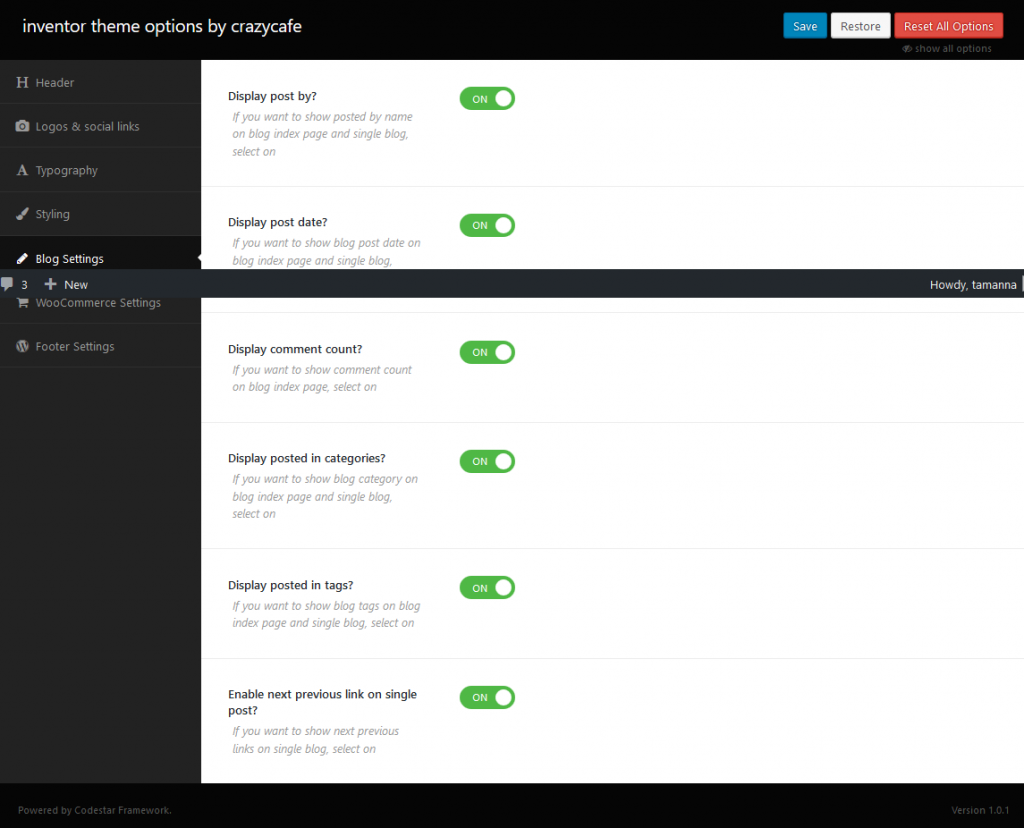 inventor theme options by crazycafe
Save
Restore
Reset All Options
show all options
Header
Logos & social links
Typography
Styling
Blog Settings
WooCommerce Settings
Footer Settings
Display post by?
If you want to show posted by name
on blog index page and single blog,
select on
ON
Display post date?
If you want to show blog post date on
blog index page and single blog,
ON
3
New
Howdy, tamanna
Display comment count?
If you want to show comment count
on blog index page, select on
ON
Display posted in categories?
If you want to show blog category on
blog index page and single blog,
select on
ON
Display posted in tags?
If you want to show blog tags on blog
index page and single blog, select on
ON
Enable next previous link on single
post?
If you want to show next previous
links on single blog, select on
ON
Powered by Codestar Framework.
Version 1.0.1